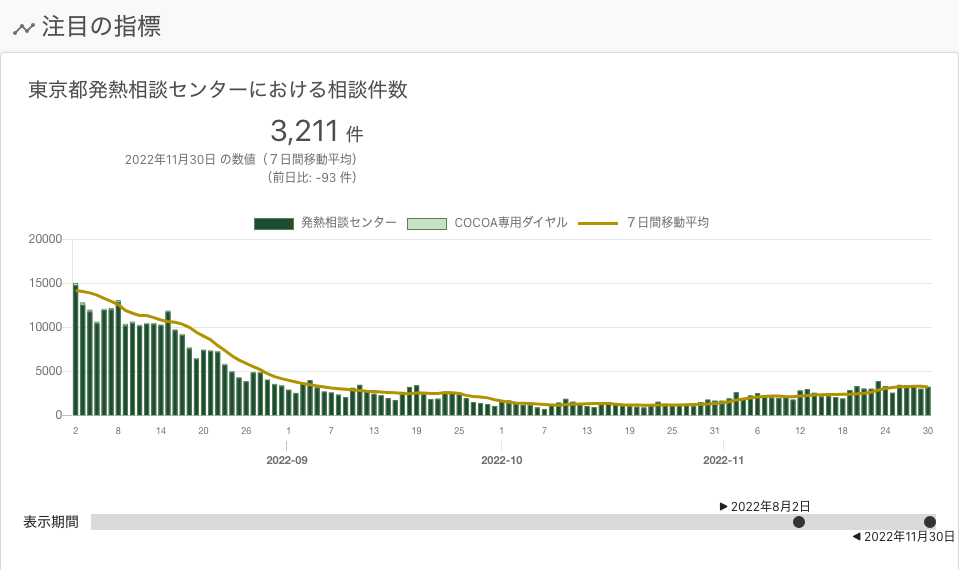 注目の指標
東京都発熱相談センターにおける相談件数
3,211 件
2022年11月30日 の数値（７日間移動平均）
（前日比: -93 件）
発熱相談センター COCOA専用ダイヤル ７日間移動平均
20000
15000
10000
5000
0
2 8 14 20 26 1 7 13 19 25 1 7 13 19 25 31 6 12 18 24 30
2022-09 2022-10 2022-11
▶ 2022年8月2日
表示期間
◀ 2022年11月30日